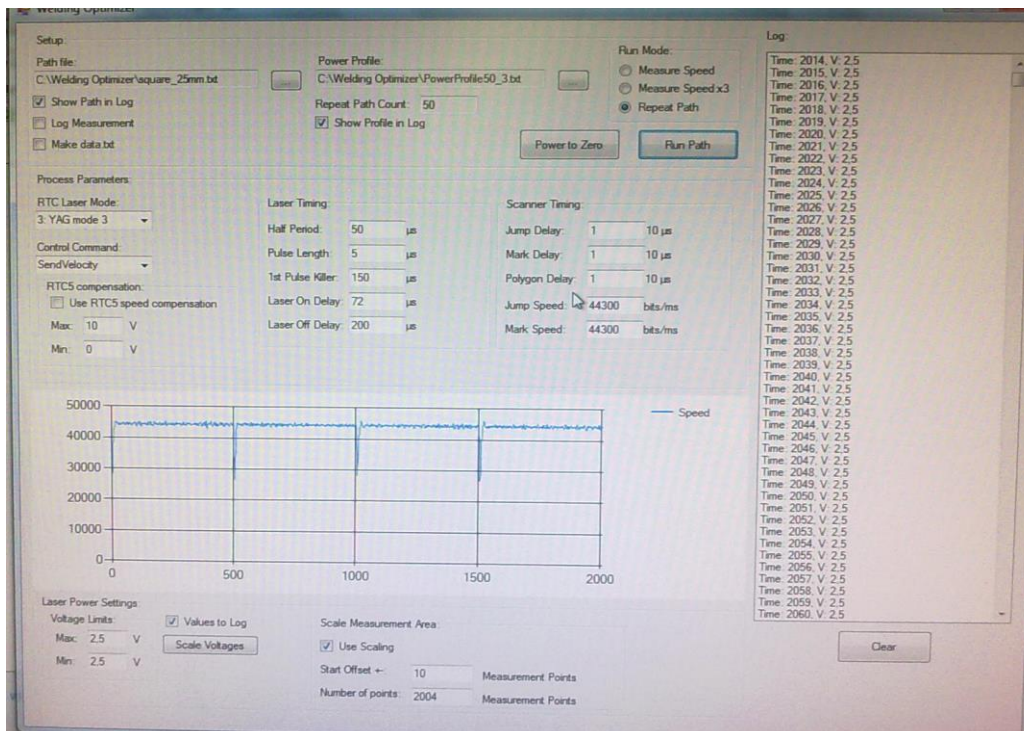 Welding Optimizer
Setup:
Path file:
C:\Welding Optimizer\square_25mm.txt
...
Show Path in Log
Log Measurement
Make data.txt
Power Profile:
C:\Welding Optimizer\PowerProfile50_3.txt
...
Repeat Path Count: 50
Show Profile in Log
Run Mode:
Measure Speed
Measure Speed x3
Repeat Path
Power to Zero
Run Path
Process Parameters:
RTC Laser Mode:
3: YAG mode 3
Control Command:
SendVelocity
RTC5 compensation:
Use RTC5 speed compensation
Max: 10 V
Min: 0 V
Laser Timing:
Half Period: 50 µs
Pulse Length: 5 µs
1st Pulse Killer: 150 µs
Laser On Delay: 72 µs
Laser Off Delay: 200 µs
Scanner Timing:
Jump Delay: 1 10 µs
Mark Delay: 1 10 µs
Polygon Delay: 1 10 µs
Jump Speed: 44300 bits/ms
Mark Speed: 44300 bits/ms
50000
40000
30000
20000
10000
0
0 500 1000 1500 2000
Speed
Laser Power Settings:
Voltage Limits:
Max: 2.5 V
Min: 2.5 V
Values to Log
Scale Voltages
Scale Measurement Area:
Use Scaling
Start Offset +- 10 Measurement Points
Number of points: 2004 Measurement Points
Log:
Time: 2014, V: 2,5
Time: 2015, V: 2,5
Time: 2016, V: 2,5
Time: 2017, V: 2,5
Time: 2018, V: 2,5
Time: 2019, V: 2,5
Time: 2020, V: 2,5
Time: 2021, V: 2,5
Time: 2022, V: 2,5
Time: 2023, V: 2,5
Time: 2024, V: 2,5
Time: 2025, V: 2,5
Time: 2026, V: 2,5
Time: 2027, V: 2,5
Time: 2028, V: 2,5
Time: 2029, V: 2,5
Time: 2030, V: 2,5
Time: 2031, V: 2,5
Time: 2032, V: 2,5
Time: 2033, V: 2,5
Time: 2034, V: 2,5
Time: 2035, V: 2,5
Time: 2036, V: 2,5
Time: 2037, V: 2,5
Time: 2038, V: 2,5
Time: 2039, V: 2,5
Time: 2040, V: 2,5
Time: 2041, V: 2,5
Time: 2042, V: 2,5
Time: 2043, V: 2,5
Time: 2044, V: 2,5
Time: 2045, V: 2,5
Time: 2046, V: 2,5
Time: 2047, V: 2,5
Time: 2048, V: 2,5
Time: 2049, V: 2,5
Time: 2050, V: 2,5
Time: 2051, V: 2,5
Time: 2052, V: 2,5
Time: 2053, V: 2,5
Time: 2054, V: 2,5
Time: 2055, V: 2,5
Time: 2056, V: 2,5
Time: 2057, V: 2,5
Time: 2058, V: 2,5
Time: 2059, V: 2,5
Time: 2060, V: 2,5
Clear